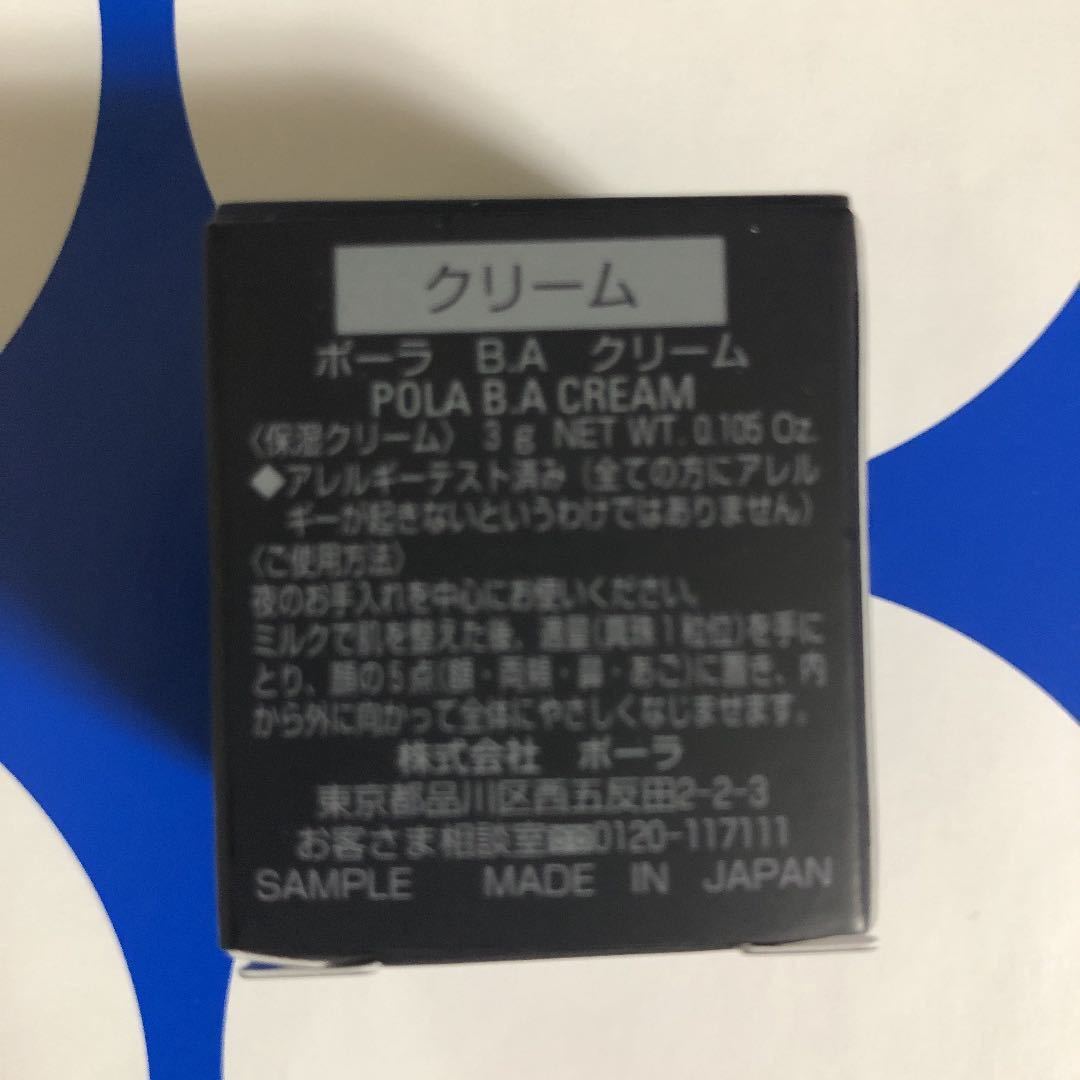 クリーム
ポーラ B.A クリーム
POLA B.A CREAM
〈保湿クリーム〉 3g NET WT. 0.105 Oz.
◆アレルギーテスト済み(全ての方にアレル
ギーが起きないというわけではありません)
〈ご使用方法〉
夜のお手入れを中心にお使いください。
ミルクで肌を整えた後、適量(真珠1粒位)を手に
とり、顔の5点(額・両頬・鼻・あご)に置き、内
から外に向かって全体にやさしくなじませます。
株式会社 ポーラ
東京都品川区西五反田2-2-3
お客さま相談室 0120-117111
SAMPLE MADE IN JAPAN